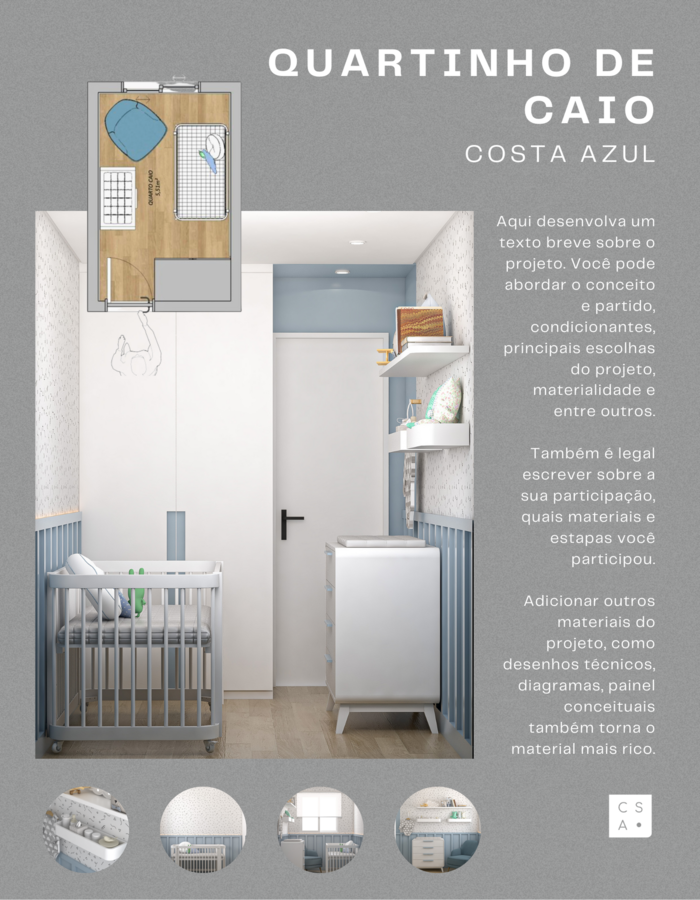 QUARTINHO DE
CAIO
COSTA AZUL
QUARTO CAIO
Aqui desenvolva um
texto breve sobre o
projeto. Você pode
abordar o conceito
e partido,
condicionantes,
principais escolhas
do projeto,
materialidade e
entre outros.
Também é legal
escrever sobre a
sua participação,
quais materiais e
estapas você
participou.
Adicionar outros
materiais do
projeto, como
desenhos técnicos,
diagramas, painel
conceituais
também torna o
material mais rico.
C S
A •